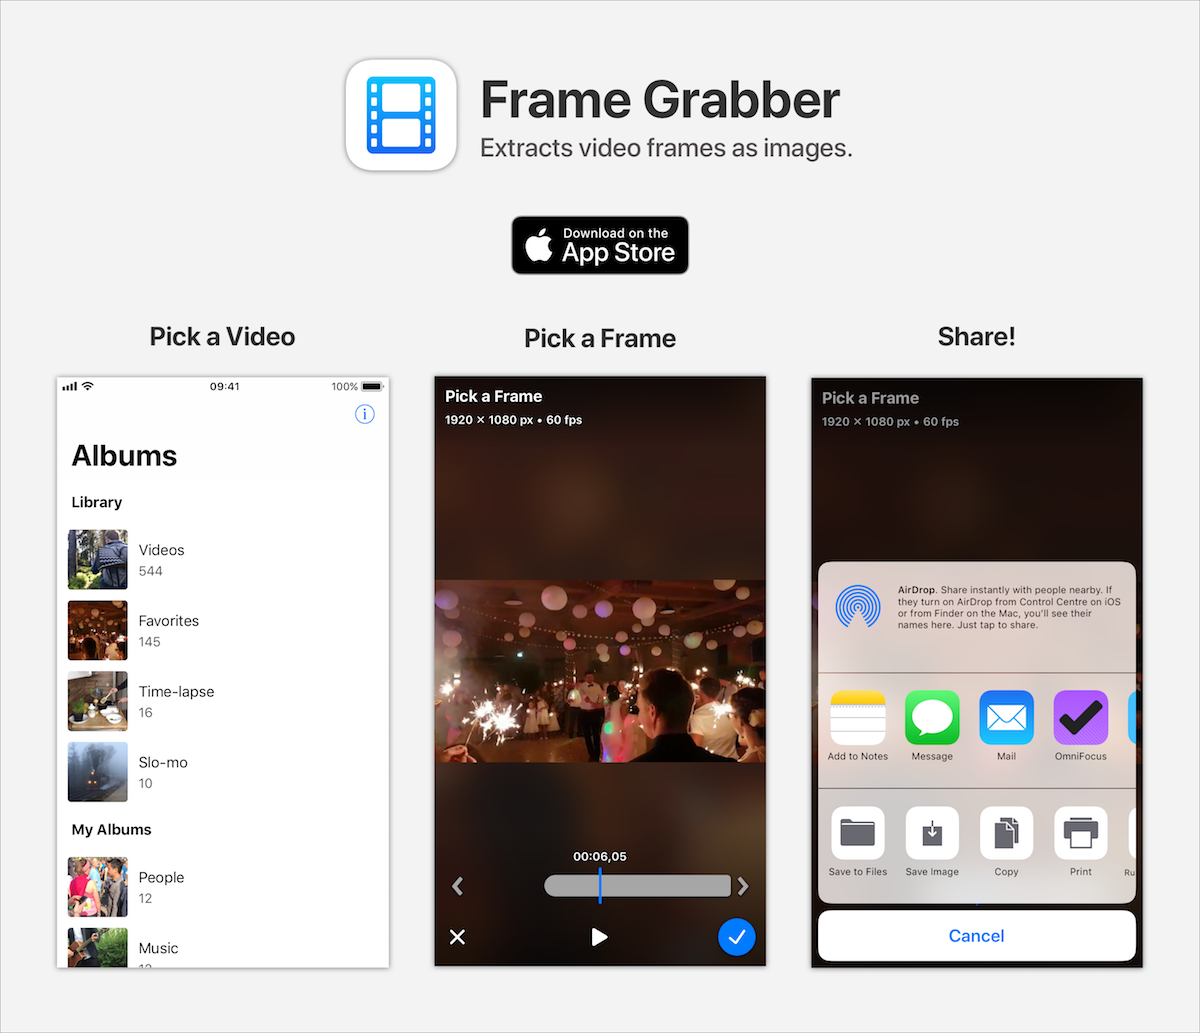 Frame Grabber
Extracts video frames as images.
Download on the
App Store
Pick a Video
09:41
100%
Albums
Library
Videos
544
Favorites
145
Time-lapse
16
Slo-mo
10
My Albums
People
12
Music
Pick a Frame
Pick a Frame
1920 × 1080 px • 60 fps
00:06,05
Share!
Pick a Frame
1920 × 1080 px • 60 fps
AirDrop. Share instantly with people nearby. If
they turn on AirDrop from Control Centre on iOS
or from Finder on the Mac, you'll see their
names here. Just tap to share.
Add to Notes
Message
Mail
OmniFocus
Save to Files
Save Image
Copy
Print
Cancel